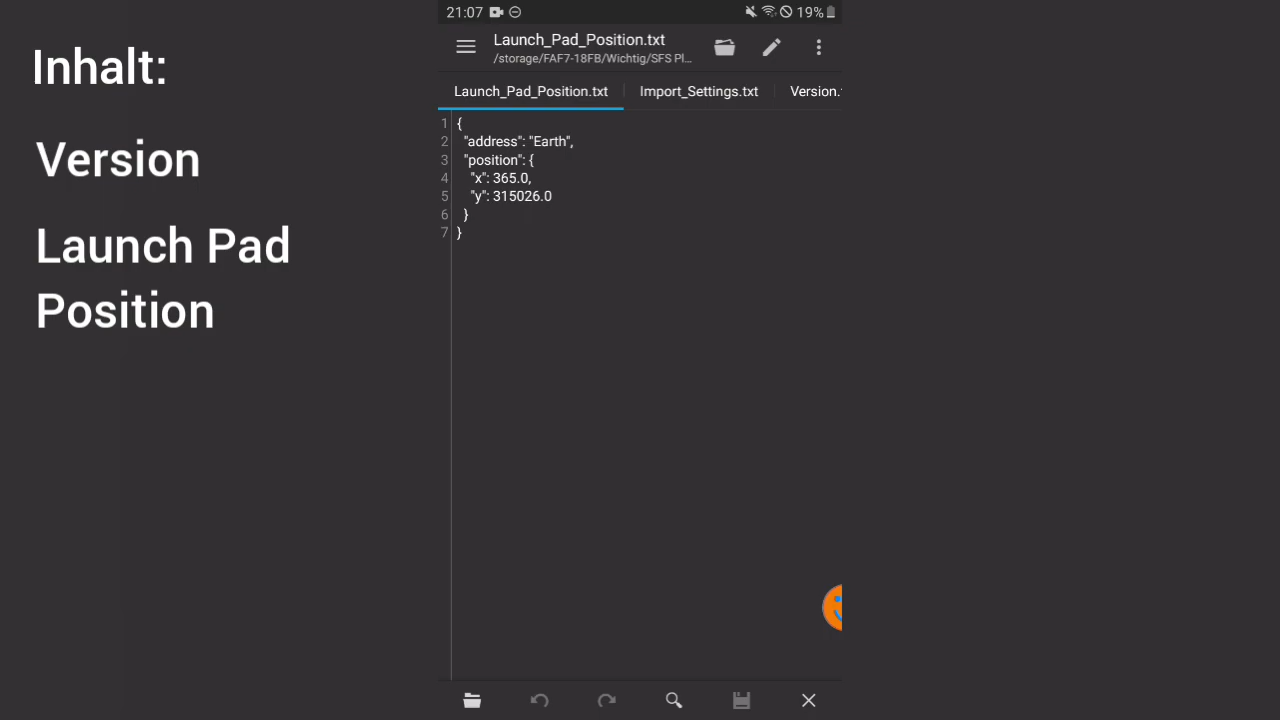 Inhalt:
Version
Launch Pad
Position
21:07
19%
Launch_Pad_Position.txt
/storage/FAF7-18FB/Wichtig/SFS Pl...
Launch_Pad_Position.txt
Import_Settings.txt
Version.
1 {
2 "address": "Earth",
3 "position": {
4 "x": 365.0,
5 "y": 315026.0
6 }
7 }